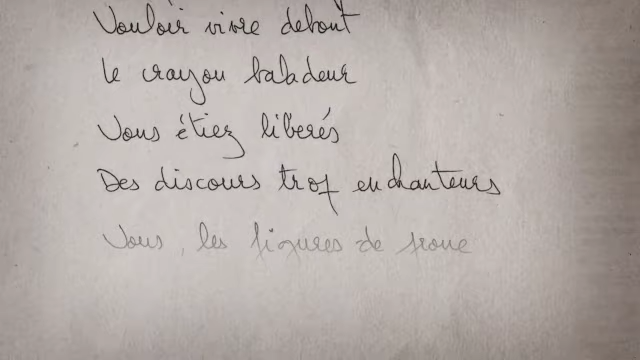 Vouloir vivre debout
Le crayon baladeur
Vous étiez libérés
Des discours trop enchanteurs
Vous, les figures de proue